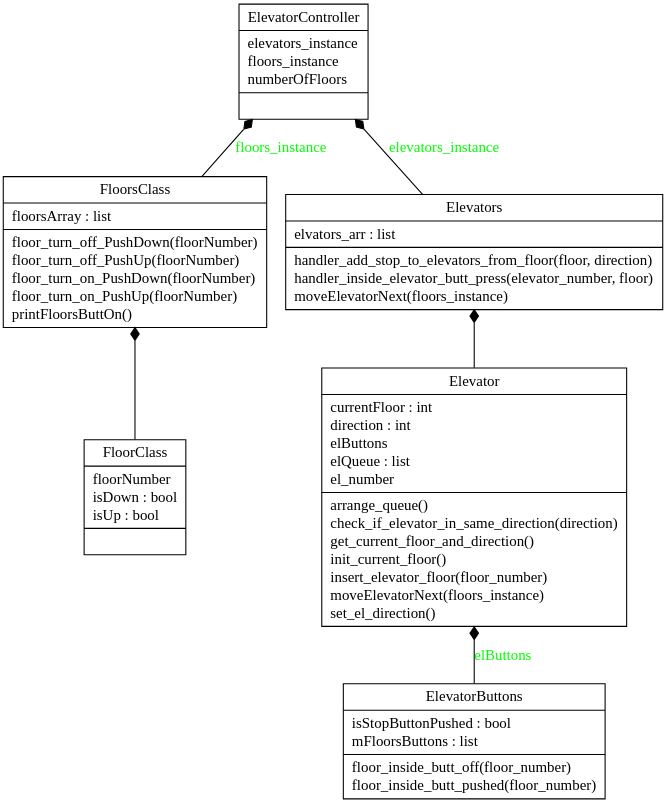 ElevatorController
elevators_instance
floors_instance
numberOfFloors
floors_instance
elevators_instance
FloorsClass
floorsArray : list
floor_turn_off_PushDown(floorNumber)
floor_turn_off_PushUp(floorNumber)
floor_turn_on_PushDown(floorNumber)
floor_turn_on_PushUp(floorNumber)
printFloorsButtOn()
Elevators
elvators_arr : list
handler_add_stop_to_elevators_from_floor(floor, direction)
handler_inside_elevator_butt_press(elevator_number, floor)
moveElevatorNext(floors_instance)
FloorClass
floorNumber
isDown : bool
isUp : bool
Elevator
currentFloor : int
direction : int
elButtons
elQueue : list
el_number
arrange_queue()
check_if_elevator_in_same_direction(direction)
get_current_floor_and_direction()
init_current_floor()
insert_elevator_floor(floor_number)
moveElevatorNext(floors_instance)
set_el_direction()
elButtons
ElevatorButtons
isStopButtonPushed : bool
mFloorsButtons : list
floor_inside_butt_off(floor_number)
floor_inside_butt_pushed(floor_number)